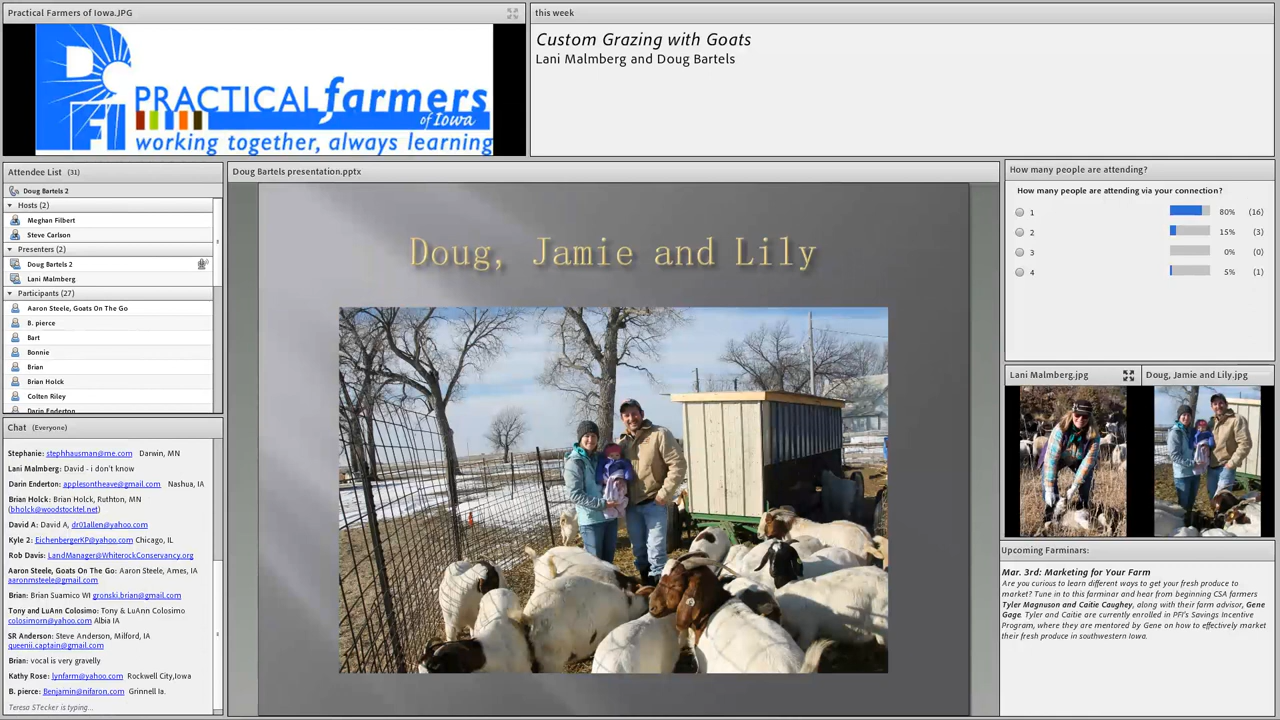 Practical Farmers of Iowa.JPG
PFI
PRACTICAL farmers
of Iowa
working together, always learning
this week
Custom Grazing with Goats
Lani Malmberg and Doug Bartels
Attendee List (31)
Doug Bartels 2
Hosts (2)
Meghan Filbert
Steve Carlson
Presenters (2)
Doug Bartels 2
Lani Malmberg
Participants (27)
Aaron Steele, Goats On The Go
B. pierce
Bart
Bonnie
Brian
Brian Holck
Colten Riley
Darin Enderton
Chat (Everyone)
Stephanie: stephhausman@me.com Darwin, MN
Lani Malmberg: David - i don't know
Darin Enderton: applesontheave@gmail.com Nashua, IA
Brian Holck: Brian Holck, Ruthton, MN
(bholck@woodstocktel.net)
David A: David A, dr01allen@yahoo.com
Kyle 2: EichenbergerKP@yahoo.com Chicago, IL
Rob Davis: LandManager@WhiterockConservancy.org
Aaron Steele, Goats On The Go: Aaron Steele, Ames, IA
aaronmsteele@gmail.com
Brian: Brian Suamico WI gronski.brian@gmail.com
Tony and LuAnn Colosimo: Tony & LuAnn Colosimo
colosimorn@yahoo.com Albia IA
SR Anderson: Steve Anderson, Milford, IA
queenii.captain@gmail.com
Brian: vocal is very gravelly
Kathy Rose: lynfarm@yahoo.com Rockwell City,Iowa
B. pierce: Benjamin@nifaron.com Grinnell Ia.
Teresa STecker is typing...
Doug Bartels presentation.pptx
Doug, Jamie and Lily
How many people are attending?
How many people are attending via your connection?
1 80% (16)
2 15% (3)
3 0% (0)
4 5% (1)
Lani Malmberg.jpg
Doug, Jamie and Lily.jpg
Upcoming Farminars:
Mar. 3rd: Marketing for Your Farm
Are you curious to learn different ways to get your fresh produce to
market? Tune in to this farminar and hear from beginning CSA farmers
Tyler Magnuson and Caitie Caughey, along with their farm advisor, Gene
Gage. Tyler and Caitie are currently enrolled in PFI's Savings Incentive
Program, where they are mentored by Gene on how to effectively market
their fresh produce in southwestern Iowa.